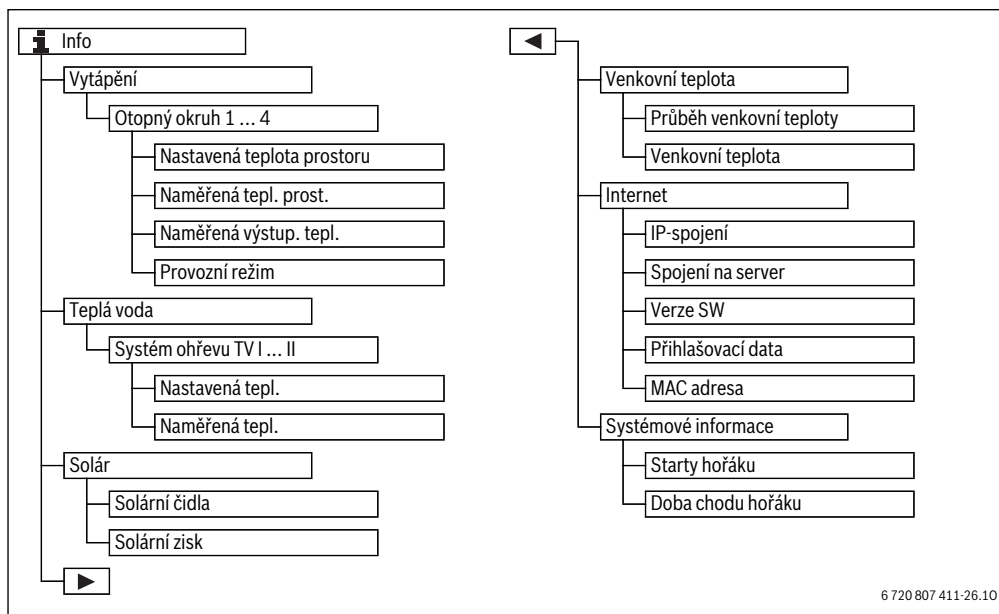 Info
Vytápění
Otopný okruh 1 ... 4
Nastavená teplota prostoru
Naměřená tepl. prost.
Naměřená výstup. tepl.
Provozní režim
Teplá voda
Systém ohřevu TV I ... II
Nastavená tepl.
Naměřená tepl.
Solár
Solární čidla
Solární zisk
Venkovní teplota
Průběh venkovní teploty
Venkovní teplota
Internet
IP-spojení
Spojení na server
Verze SW
Přihlašovací data
MAC adresa
Systémové informace
Starty hořáku
Doba chodu hořáku
6 720 807 411-26.1O